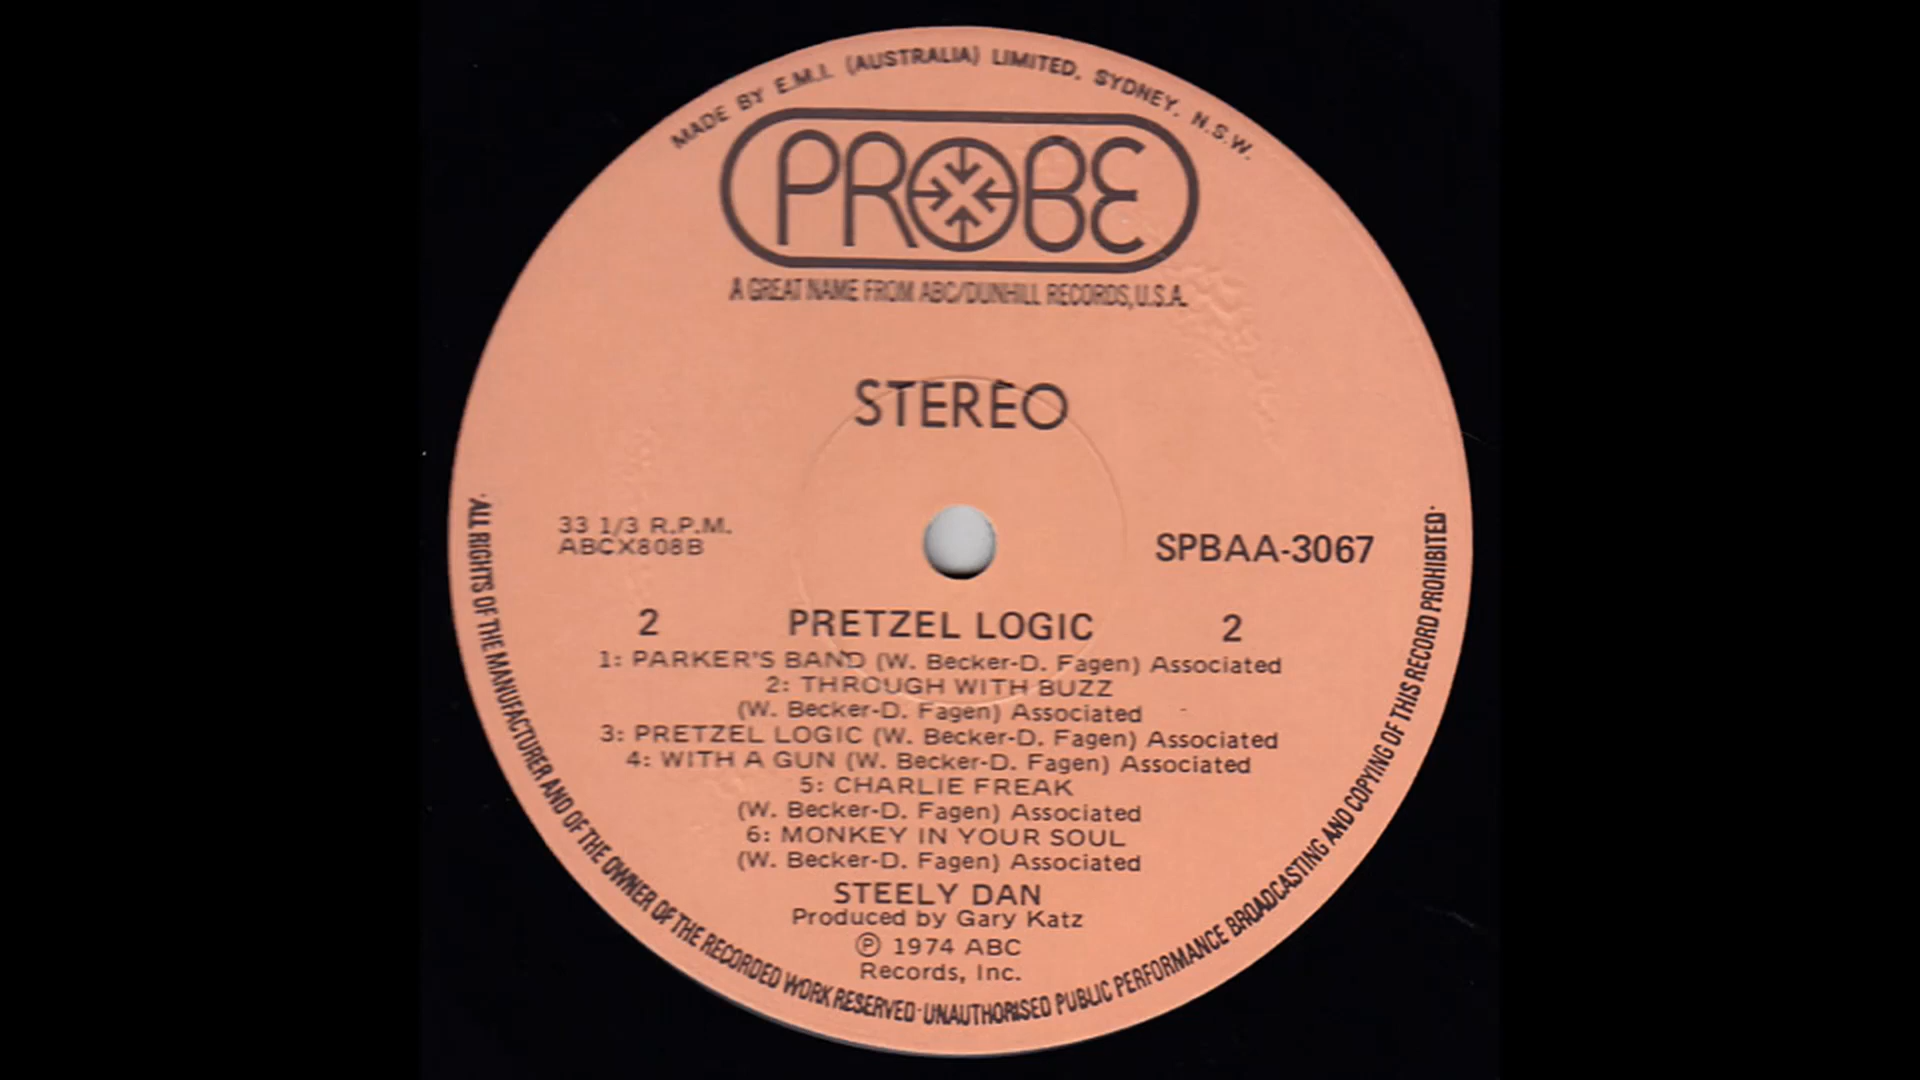 MADE BY E.M.I. (AUSTRALIA) LIMITED, SYDNEY, N.S.W.
PROBE
A GREAT NAME FROM ABC/DUNHILL RECORDS, U.S.A.
STEREO
33 1/3 R.P.M.
ABCX808B
SPBAA-3067
2 PRETZEL LOGIC 2
1: PARKER'S BAND (W. Becker-D. Fagen) Associated
2: THROUGH WITH BUZZ
(W. Becker-D. Fagen) Associated
3: PRETZEL LOGIC (W. Becker-D. Fagen) Associated
4: WITH A GUN (W. Becker-D. Fagen) Associated
5: CHARLIE FREAK
(W. Becker-D. Fagen) Associated
6: MONKEY IN YOUR SOUL
(W. Becker-D. Fagen) Associated
STEELY DAN
Produced by Gary Katz
℗ 1974 ABC
Records, Inc.
·ALL RIGHTS OF THE MANUFACTURER AND OF THE OWNER OF THE RECORDED WORK RESERVED·UNAUTHORISED PUBLIC PERFORMANCE BROADCASTING AND COPYING OF THIS RECORD PROHIBITED·